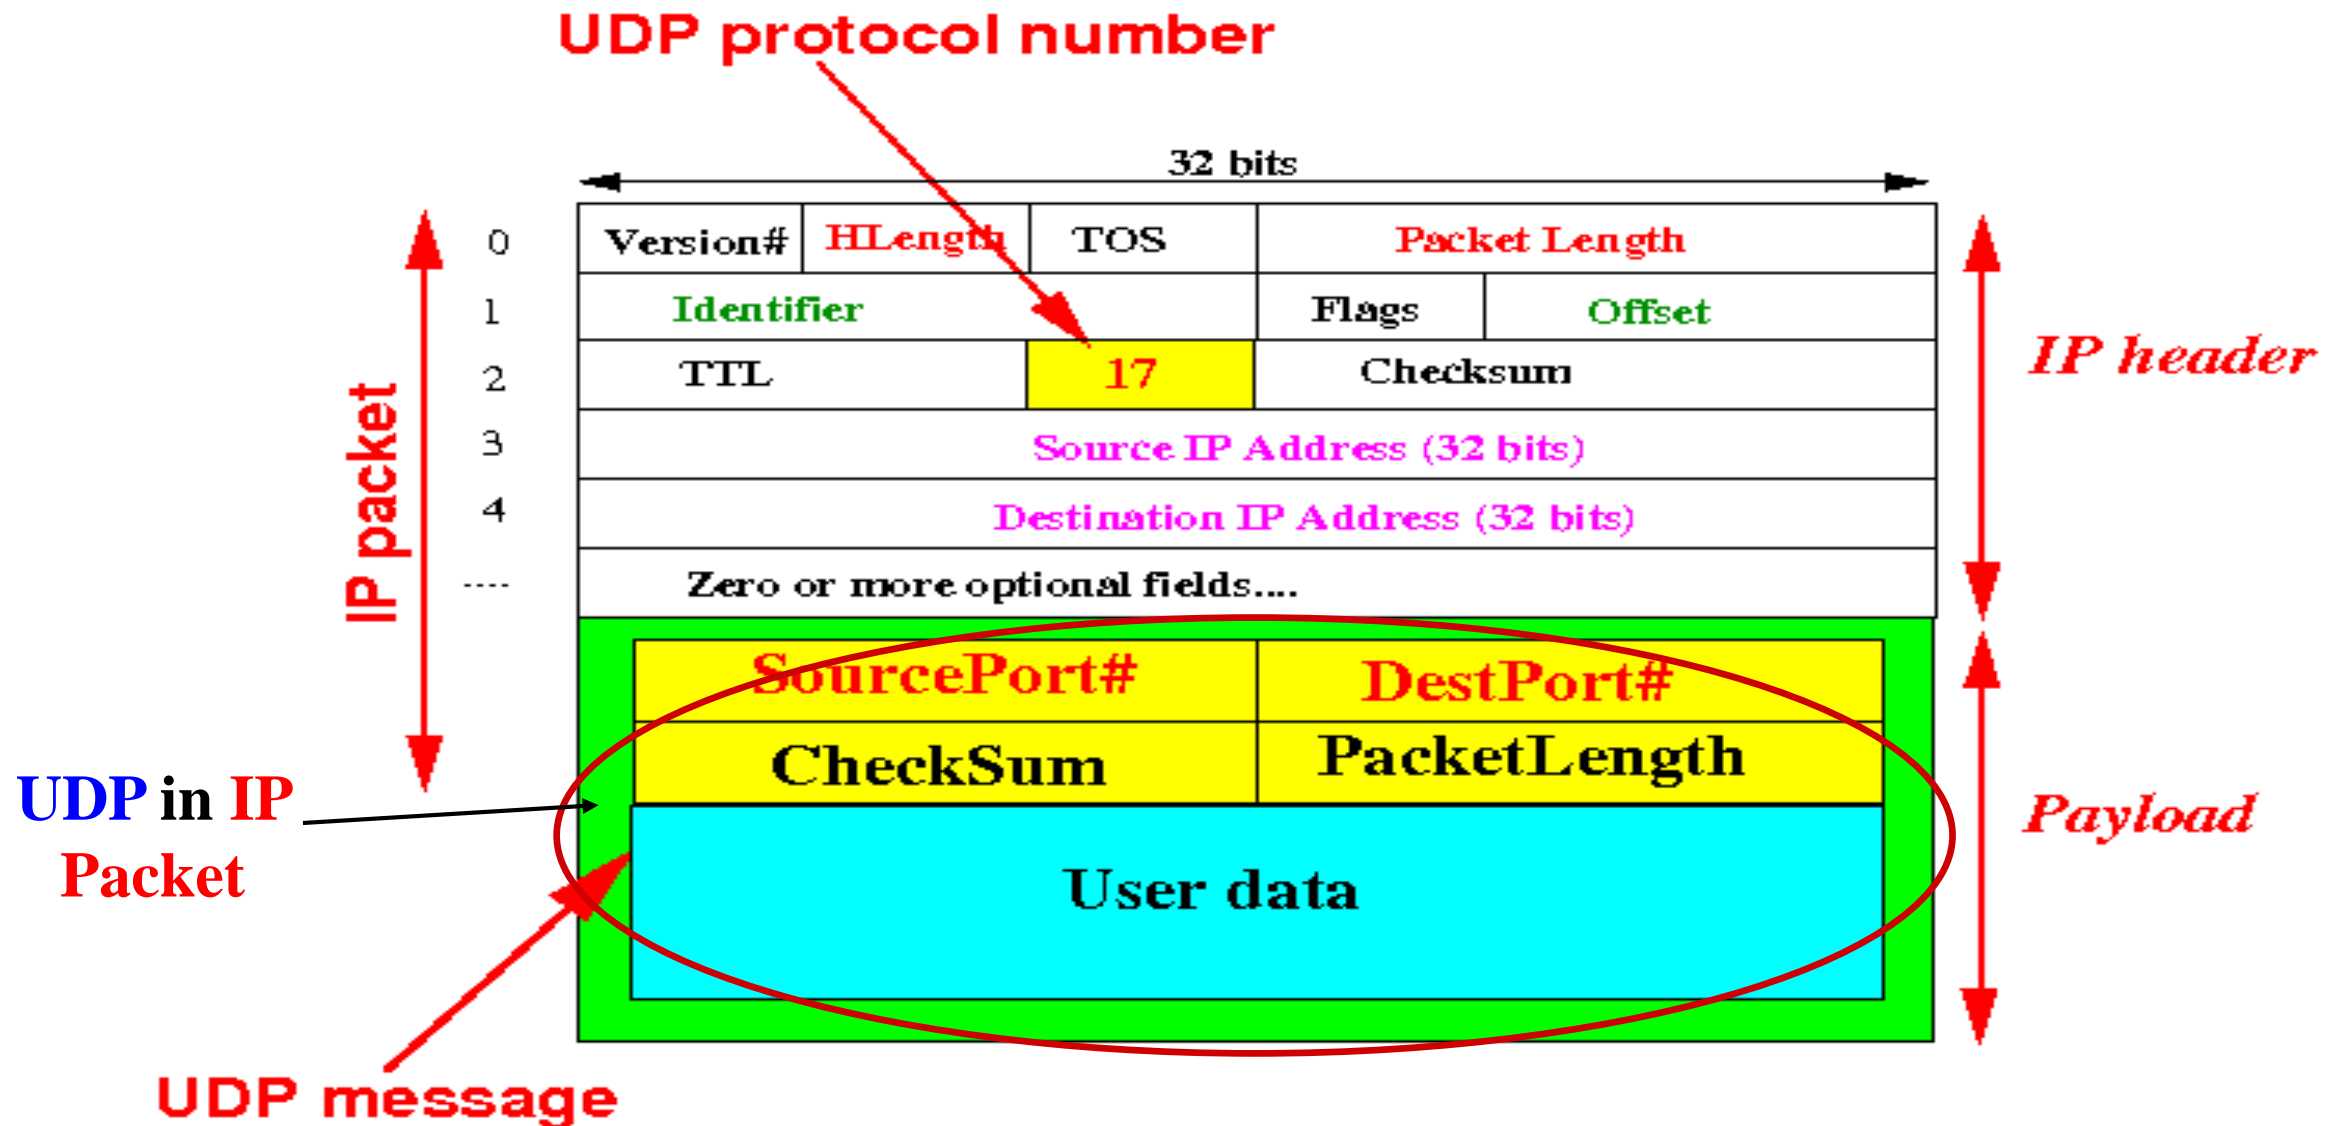 UDP protocol number
32 bits
0 Version# HLength TOS Packet Length
1 Identifier Flags Offset
2 TTL 17 Checksum
3 Source IP Address (32 bits)
4 Destination IP Address (32 bits)
---- Zero or more optional fields....
IP packet
IP header
SourcePort# DestPort#
CheckSum PacketLength
UDP in IP
Packet
Payload
User data
UDP message